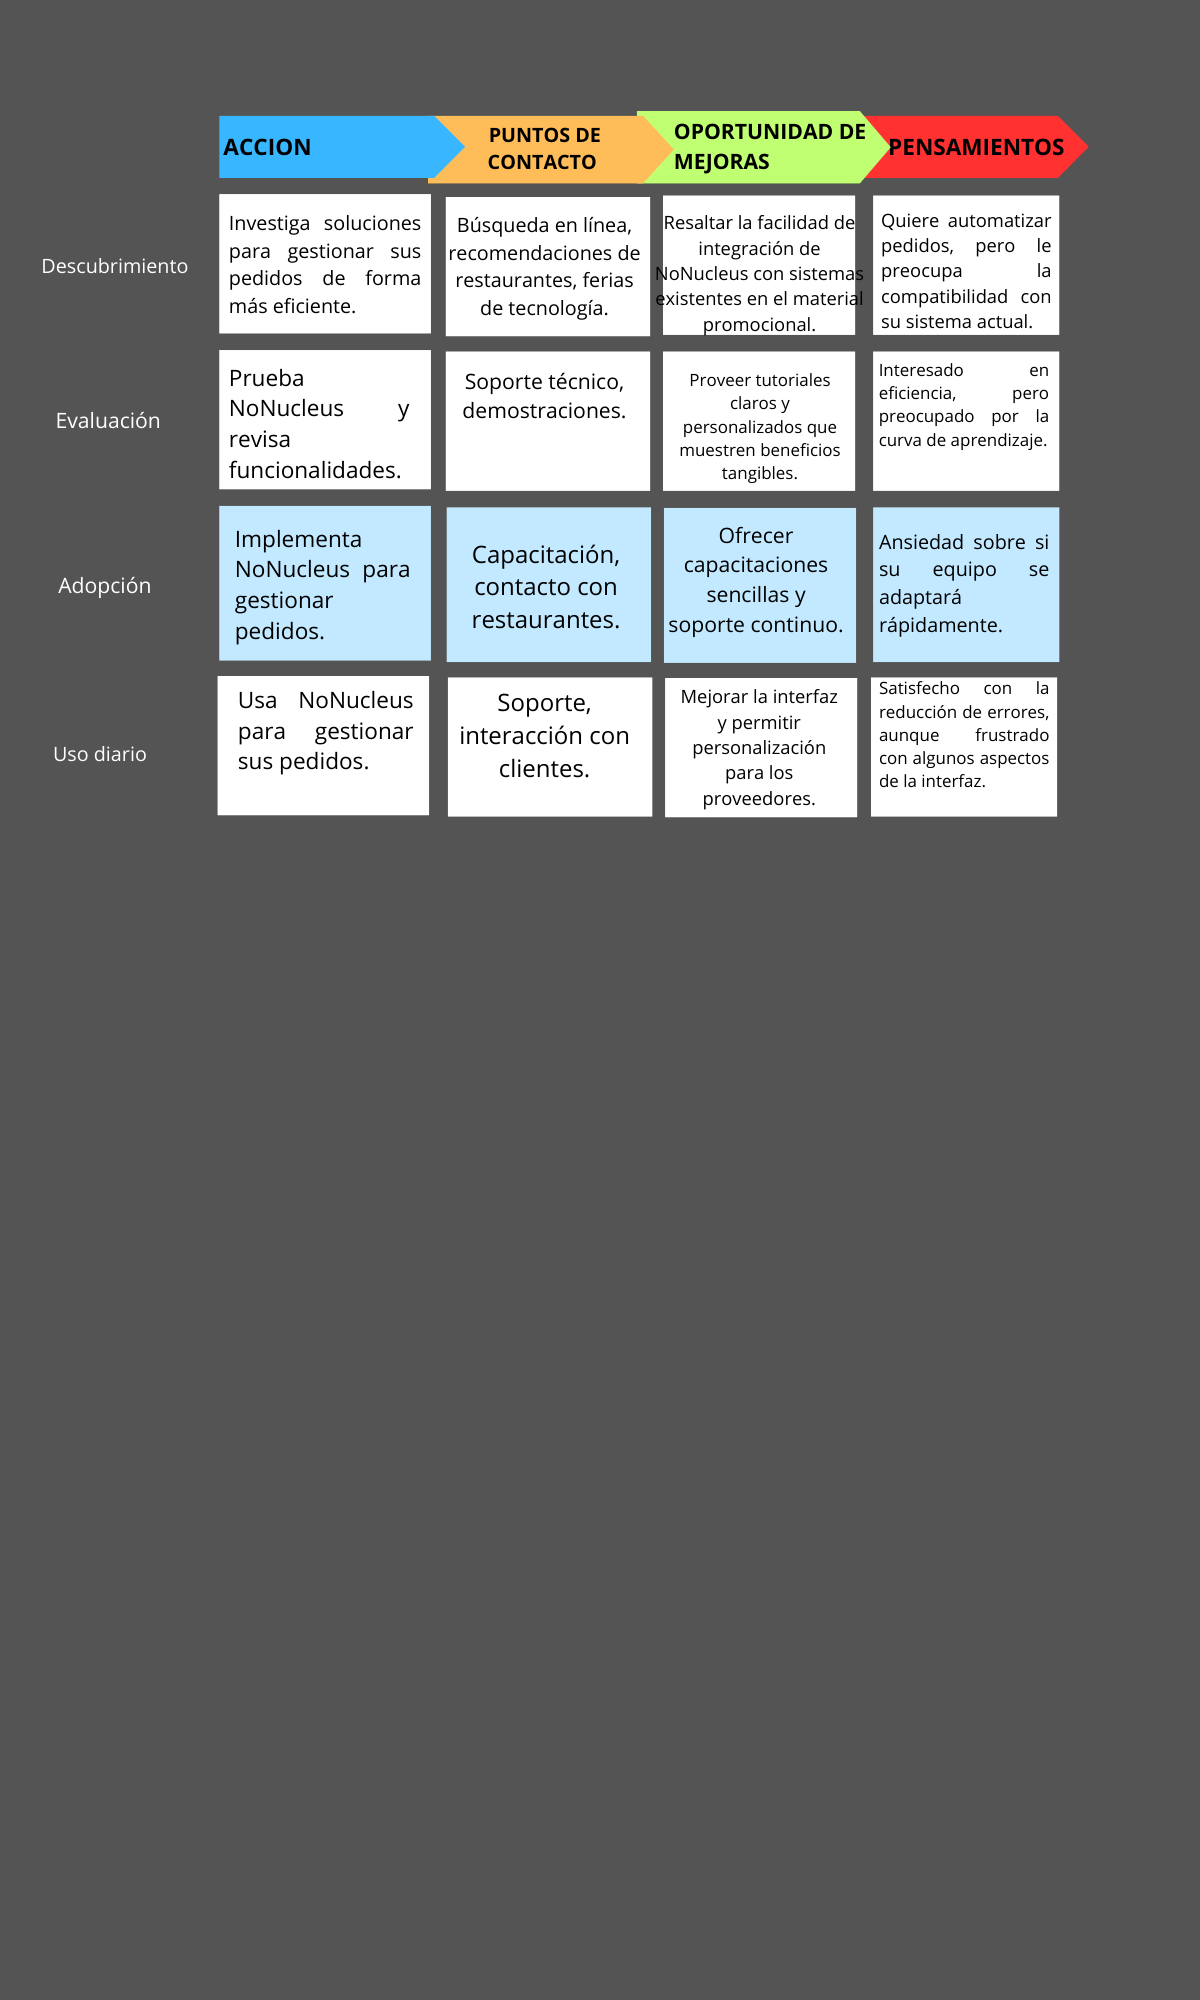 ACCION
PUNTOS DE
CONTACTO
OPORTUNIDAD DE
MEJORAS
PENSAMIENTOS
Descubrimiento
Investiga soluciones
para gestionar sus
pedidos de forma
más eficiente.
Búsqueda en línea,
recomendaciones de
restaurantes, ferias
de tecnología.
Resaltar la facilidad de
integración de
NoNucleus con sistemas
existentes en el material
promocional.
Quiere automatizar
pedidos, pero le
preocupa la
compatibilidad con
su sistema actual.
Evaluación
Prueba
NoNucleus y
revisa
funcionalidades.
Soporte técnico,
demostraciones.
Proveer tutoriales
claros y
personalizados que
muestren beneficios
tangibles.
Interesado en
eficiencia, pero
preocupado por la
curva de aprendizaje.
Adopción
Implementa
NoNucleus para
gestionar
pedidos.
Capacitación,
contacto con
restaurantes.
Ofrecer
capacitaciones
sencillas y
soporte continuo.
Ansiedad sobre si
su equipo se
adaptará
rápidamente.
Uso diario
Usa NoNucleus
para gestionar
sus pedidos.
Soporte,
interacción con
clientes.
Mejorar la interfaz
y permitir
personalización
para los
proveedores.
Satisfecho con la
reducción de errores,
aunque frustrado
con algunos aspectos
de la interfaz.